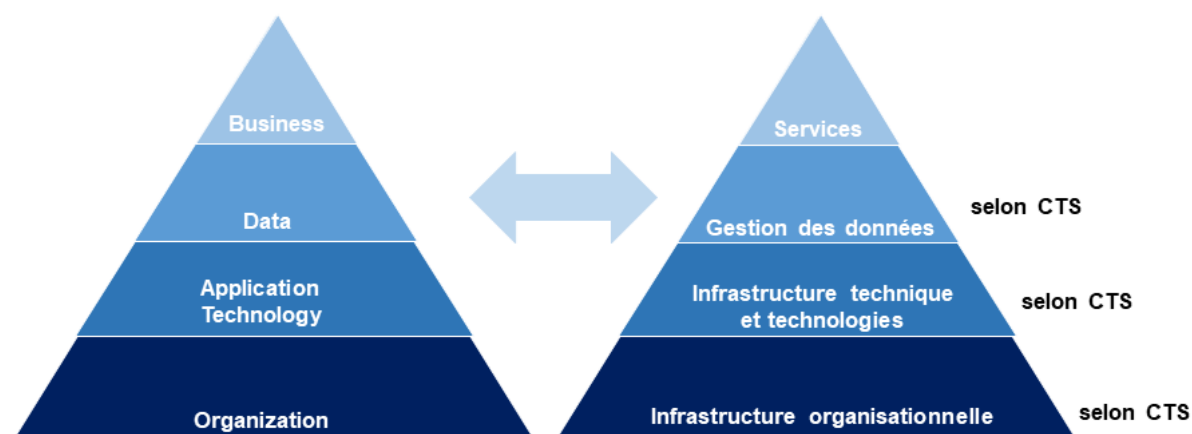 Business
Data
Application
Technology
Organization
Services
Gestion des données
selon CTS
Infrastructure technique
et technologies
selon CTS
Infrastructure organisationnelle
selon CTS